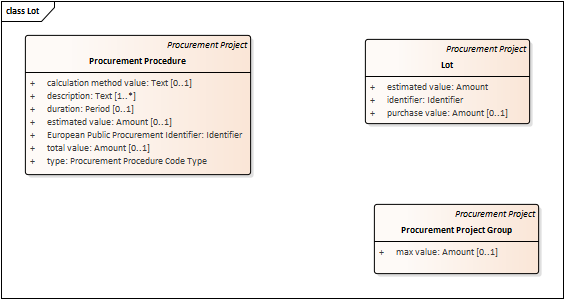 class Lot
Procurement Project
Procurement Procedure
+ calculation method value: Text [0..1]
+ description: Text [1..*]
+ duration: Period [0..1]
+ estimated value: Amount [0..1]
+ European Public Procurement Identifier: Identifier
+ total value: Amount [0..1]
+ type: Procurement Procedure Code Type
Procurement Project
Lot
+ estimated value: Amount
+ identifier: Identifier
+ purchase value: Amount [0..1]
Procurement Project
Procurement Project Group
+ max value: Amount [0..1]